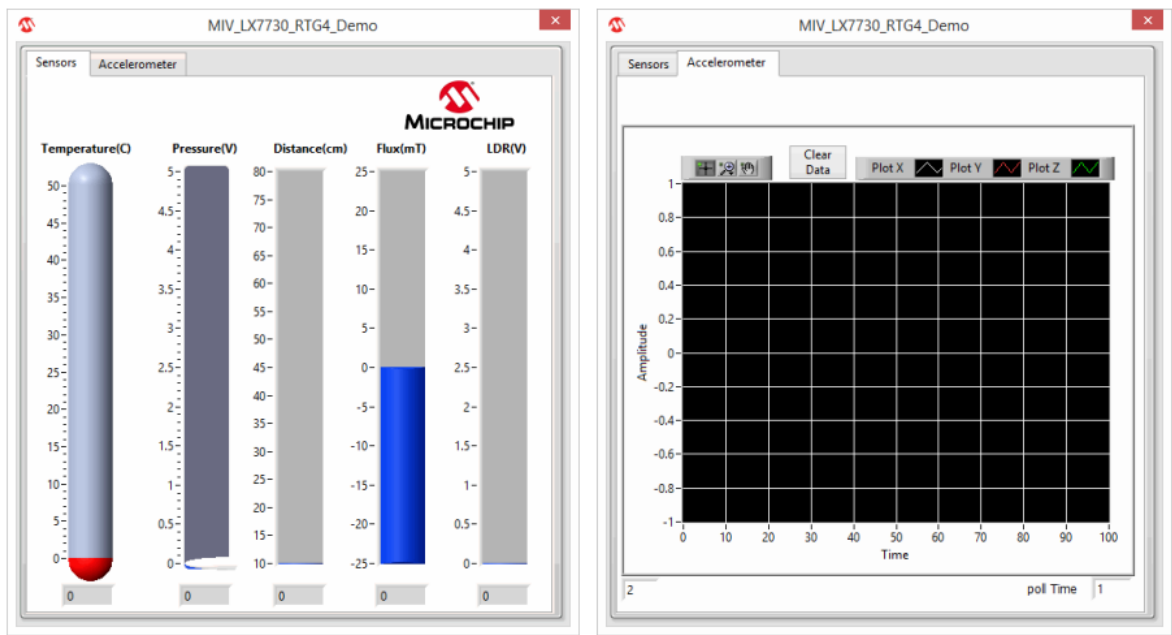 MIV_LX7730_RTG4_Demo
Sensors Accelerometer
MICROCHIP
Temperature(C) Pressure(V) Distance(cm) Flux(mT) LDR(V)
50- 45- 40- 35- 30- 25- 20- 15- 10- 5- 0-
5- 4.5- 4- 3.5- 3- 2.5- 2- 1.5- 1- 0.5- 0-
80- 75- 70- 65- 60- 55- 50- 45- 40- 35- 30- 25- 20- 15- 10-
25- 20- 15- 10- 5- 0- -5- -10- -15- -20- -25-
5- 4.5- 4- 3.5- 3- 2.5- 2- 1.5- 1- 0.5- 0-
0 0 0 0 0
MIV_LX7730_RTG4_Demo
Sensors Accelerometer
Clear
Data
Plot X Plot Y Plot Z
Amplitude
1- 0.8- 0.6- 0.4- 0.2- 0- -0.2- -0.4- -0.6- -0.8- -1-
0 10 20 30 40 50 60 70 80 90 100
Time
2 poll Time 1